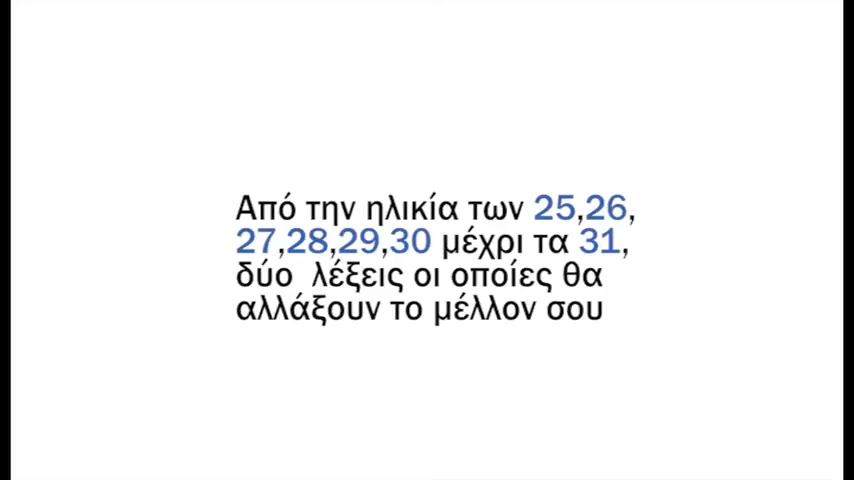 Από την ηλικία των 25,26,
27,28,29,30 μέχρι τα 31,
δύο  λέξεις οι οποίες θα
αλλάξουν το μέλλον σου